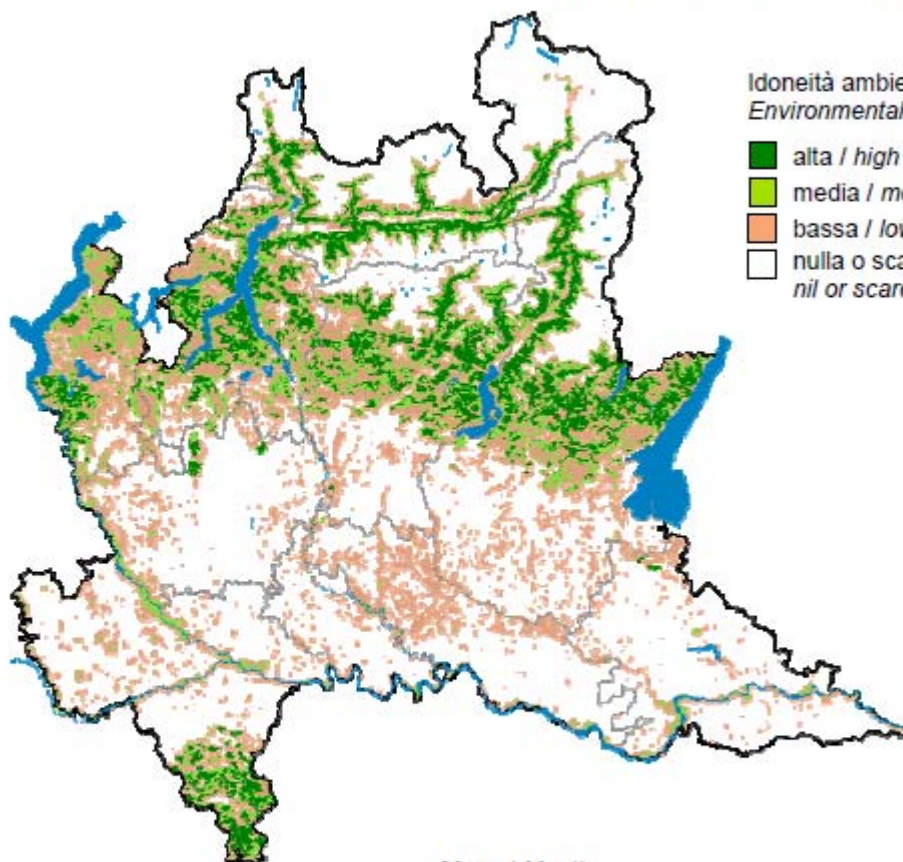 Idoneità ambie
Environmental
alta / high
media / me
bassa / low
nulla o sca
nil or scarc